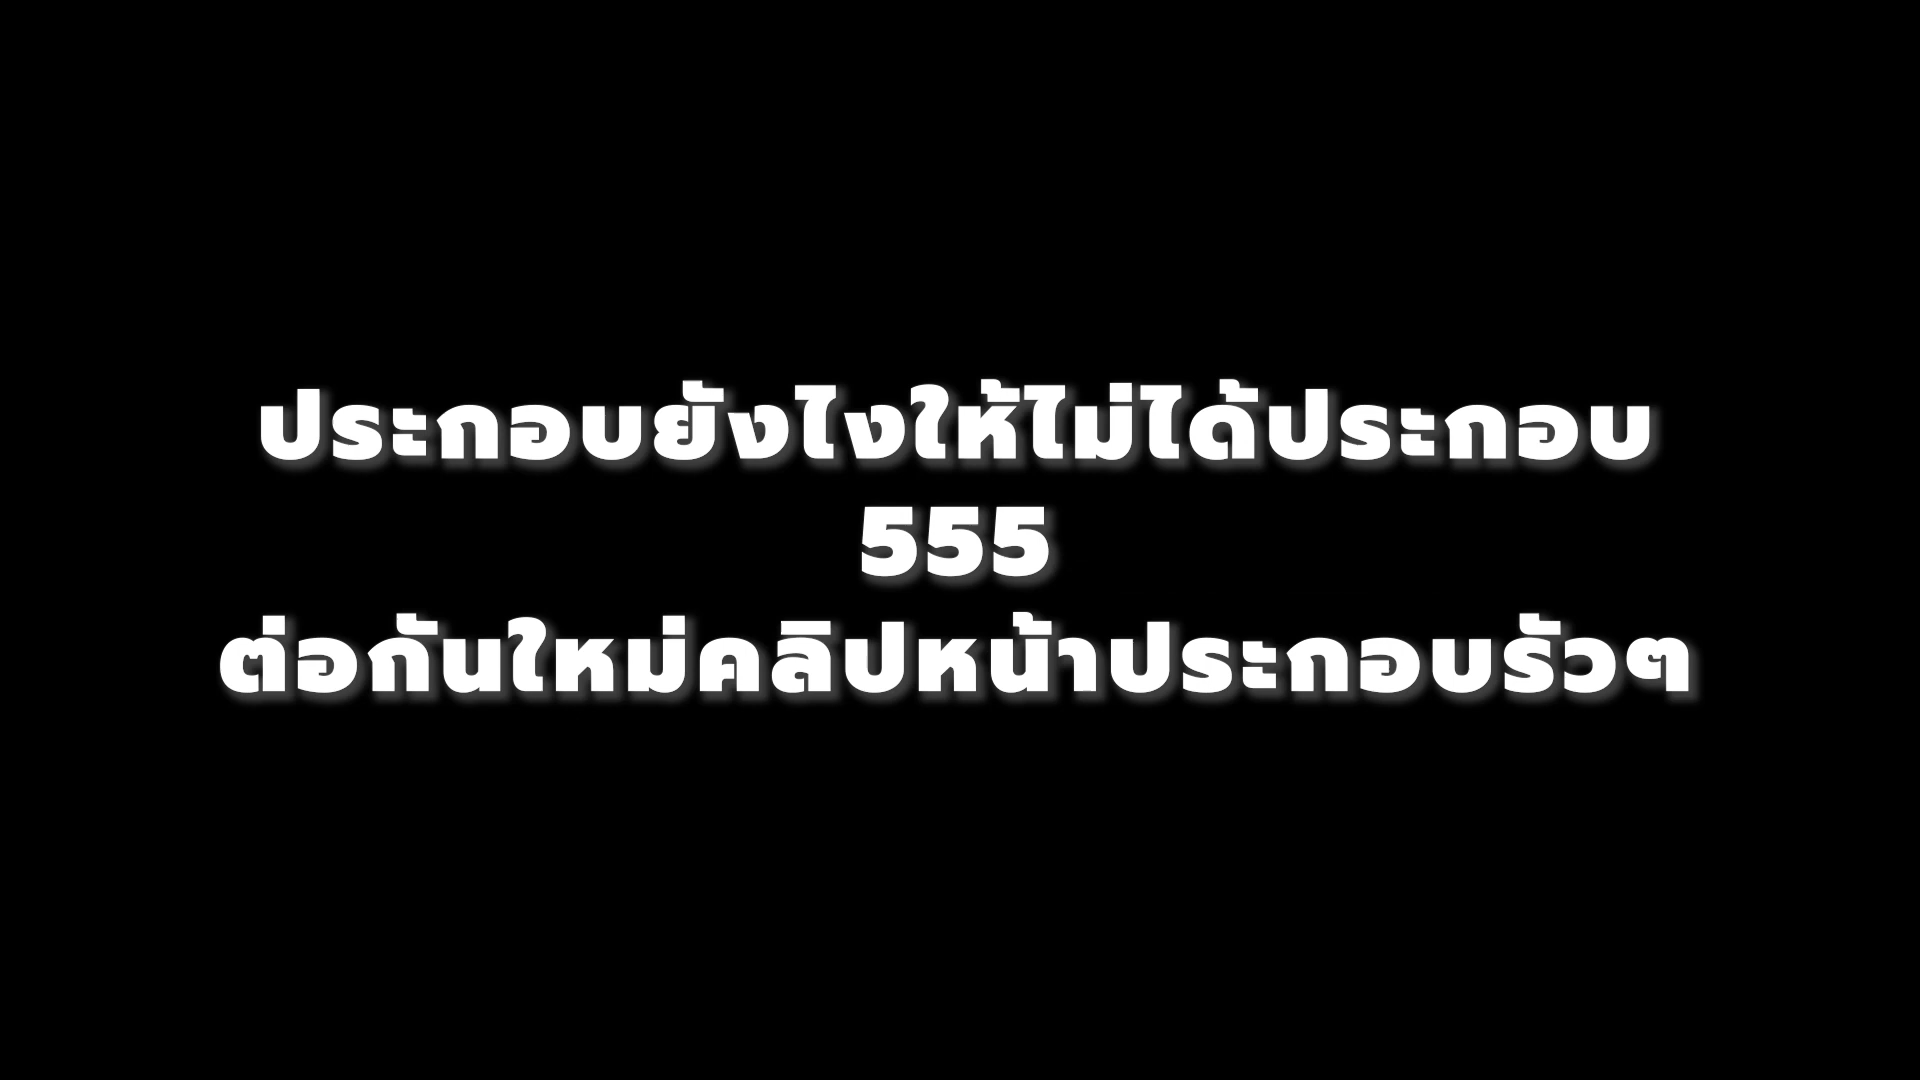 ประกอบยังไงให้ไม่ได้ประกอบ
555
ต่อกันใหม่คลิปหน้าประกอบรัวๆ